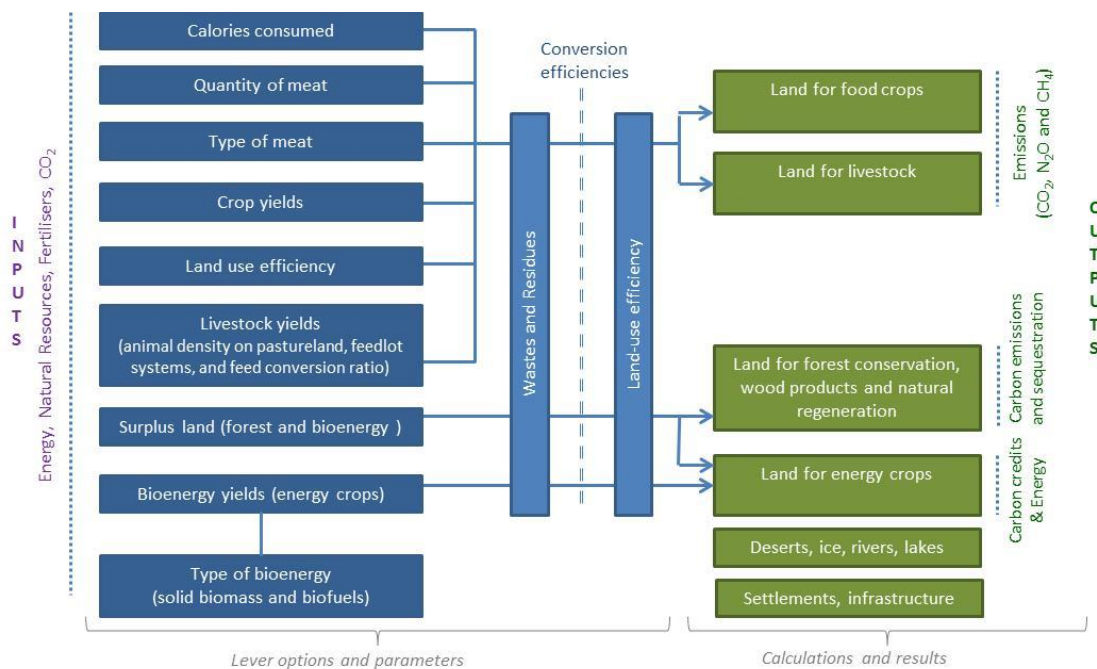 INPUTS
Energy, Natural Resources, Fertilisers, CO₂
Calories consumed
Quantity of meat
Type of meat
Crop yields
Land use efficiency
Livestock yields
(animal density on pastureland, feedlot
systems, and feed conversion ratio)
Surplus land (forest and bioenergy )
Bioenergy yields (energy crops)
Type of bioenergy
(solid biomass and biofuels)
Lever options and parameters
Wastes and Residues
Conversion
efficiencies
Land-use efficiency
Land for food crops
Land for livestock
Land for forest conservation,
wood products and natural
regeneration
Land for energy crops
Deserts, ice, rivers, lakes
Settlements, infrastructure
Calculations and results
Emissions
(CO₂, N₂O and CH₄)
Carbon emissions
and sequestration
Carbon credits
& Energy
OUTPUTS